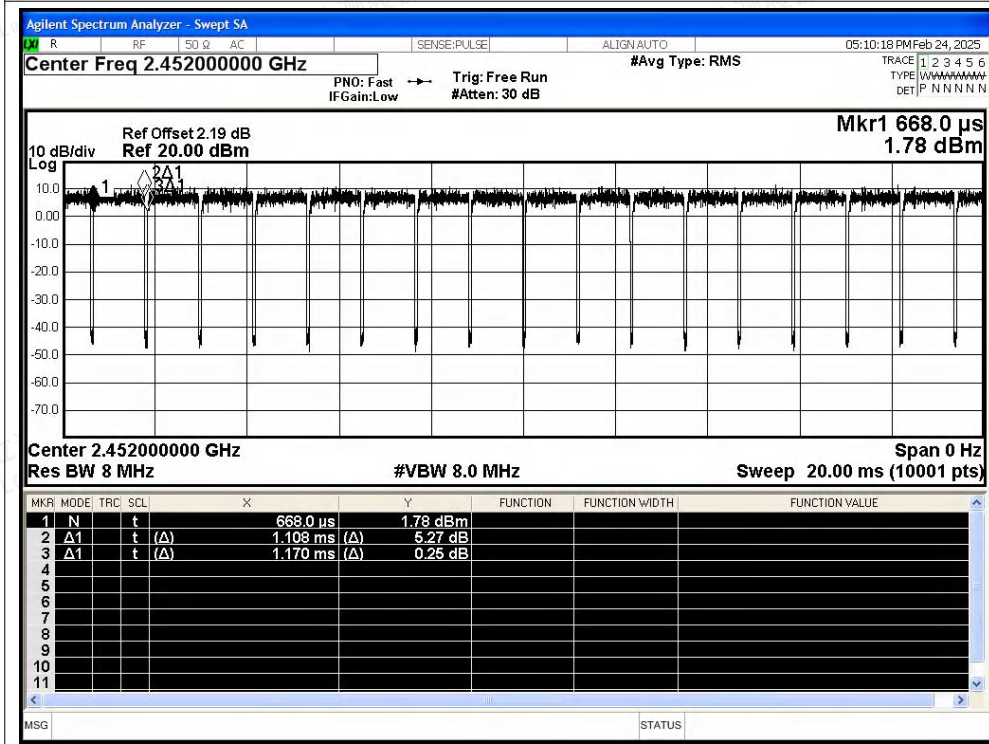 Agilent Spectrum Analyzer - Swept SA
LXI R RF 50 Ω AC SENSE:PULSE ALIGN AUTO 05:10:18 PM Feb 24, 2025
Center Freq 2.452000000 GHz #Avg Type: RMS TRACE 1 2 3 4 5 6
PNO: Fast Trig: Free Run TYPE WWWWWW
IFGain:Low #Atten: 30 dB DET P N N N N N
Mkr1 668.0 µs
Ref Offset 2.19 dB
10 dB/div Ref 20.00 dBm 1.78 dBm
Log
2Δ1
10.0 1 3Δ1
0.00
-10.0
-20.0
-30.0
-40.0
-50.0
-60.0
-70.0
Center 2.452000000 GHz Span 0 Hz
Res BW 8 MHz #VBW 8.0 MHz Sweep 20.00 ms (10001 pts)
MKR MODE TRC SCL X Y FUNCTION FUNCTION WIDTH FUNCTION VALUE
1 N t 668.0 µs 1.78 dBm
2 Δ1 t (Δ) 1.108 ms (Δ) 5.27 dB
3 Δ1 t (Δ) 1.170 ms (Δ) 0.25 dB
4
5
6
7
8
9
10
11
MSG STATUS